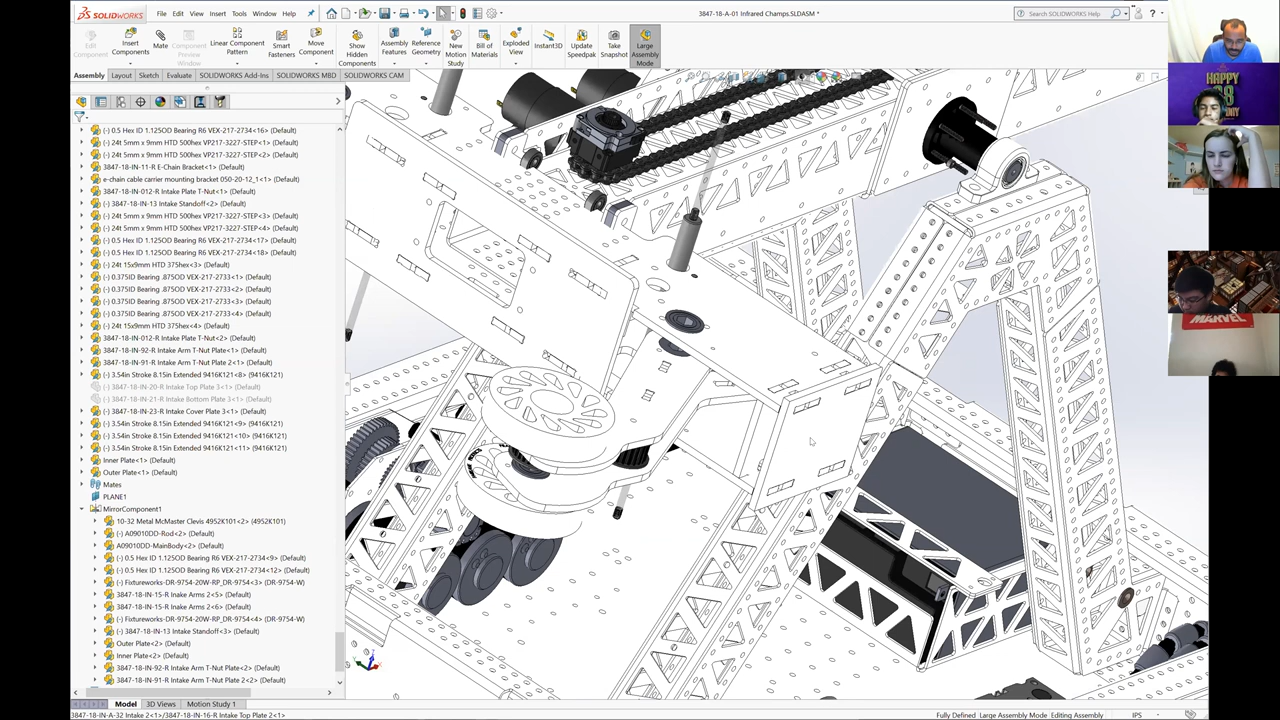 SOLIDWORKS
File
Edit
View
Insert
Tools
Window
Help
3847-18-A-01 Infrared Champs.SLDASM *
Search SOLIDWORKS Help
?
Edit Component
Insert Components
Mate
Component Preview Window
Linear Component Pattern
Smart Fasteners
Move Component
Show Hidden Components
Assembly Features
Reference Geometry
New Motion Study
Bill of Materials
Exploded View
Instant3D
Update Speedpak
Take Snapshot
Large Assembly Mode
Assembly
Layout
Sketch
Evaluate
SOLIDWORKS Add-Ins
SOLIDWORKS MBD
SOLIDWORKS CAM
(-) 0.5 Hex ID 1.125OD Bearing R6 VEX-217-2734<16> (Default)
(-) 24t 5mm x 9mm HTD 500hex VP217-3227-STEP<1> (Default)
(-) 24t 5mm x 9mm HTD 500hex VP217-3227-STEP<2> (Default)
3847-18-IN-11-R E-Chain Bracket<1> (Default)
e-chain cable carrier mounting bracket 050-20-12_1<1> (Default)
3847-18-IN-012-R Intake Plate T-Nut<1> (Default)
(-) 3847-18-IN-13 Intake Standoff<2> (Default)
(-) 24t 5mm x 9mm HTD 500hex VP217-3227-STEP<3> (Default)
(-) 24t 5mm x 9mm HTD 500hex VP217-3227-STEP<4> (Default)
(-) 0.5 Hex ID 1.125OD Bearing R6 VEX-217-2734<17> (Default)
(-) 0.5 Hex ID 1.125OD Bearing R6 VEX-217-2734<18> (Default)
(-) 24t 15x9mm HTD 375hex<3> (Default)
(-) 0.375ID Bearing .875OD VEX-217-2733<1> (Default)
(-) 0.375ID Bearing .875OD VEX-217-2733<2> (Default)
(-) 0.375ID Bearing .875OD VEX-217-2733<3> (Default)
(-) 0.375ID Bearing .875OD VEX-217-2733<4> (Default)
(-) 24t 15x9mm HTD 375hex<4> (Default)
3847-18-IN-012-R Intake Plate T-Nut<2> (Default)
3847-18-IN-92-R Intake Arm T-Nut Plate<1> (Default)
3847-18-IN-91-R Intake Arm T-Nut Plate 2<1> (Default)
(-) 3.54in Stroke 8.15in Extended 9416K121<8> (9416K121)
(-) 3847-18-IN-20-R Intake Top Plate 3<1> (Default)
(-) 3847-18-IN-21-R Intake Bottom Plate 3<1> (Default)
(-) 3847-18-IN-23-R Intake Cover Plate 3<1> (Default)
(-) 3.54in Stroke 8.15in Extended 9416K121<9> (9416K121)
(-) 3.54in Stroke 8.15in Extended 9416K121<10> (9416K121)
(-) 3.54in Stroke 8.15in Extended 9416K121<11> (9416K121)
Inner Plate<1> (Default)
(-) Outer Plate<1> (Default)
Mates
PLANE1
MirrorComponent1
10-32 Metal McMaster Clevis 4952K101<2> (4952K101)
(-) A09010DD-Rod<2> (Default)
A09010DD-MainBody<2> (Default)
(-) 0.5 Hex ID 1.125OD Bearing R6 VEX-217-2734<9> (Default)
(-) 0.5 Hex ID 1.125OD Bearing R6 VEX-217-2734<12> (Default)
(-) Fixtureworks-DR-9754-20W-RP_DR-9754<3> (DR-9754-W)
3847-18-IN-15-R Intake Arms 2<5> (Default)
3847-18-IN-15-R Intake Arms 2<6> (Default)
(-) Fixtureworks-DR-9754-20W-RP_DR-9754<4> (DR-9754-W)
(-) 3847-18-IN-13 Intake Standoff<3> (Default)
Outer Plate<2> (Default)
Inner Plate<2> (Default)
3847-18-IN-92-R Intake Arm T-Nut Plate<2> (Default)
3847-18-IN-91-R Intake Arm T-Nut Plate 2<2> (Default)
Model
3D Views
Motion Study 1
3847-18-IN-A-32 Intake 2<1>/3847-18-IN-16-R Intake Top Plate 2<1>
Fully Defined
Large Assembly Mode
Editing Assembly
IPS
HAPPY
MARVEL